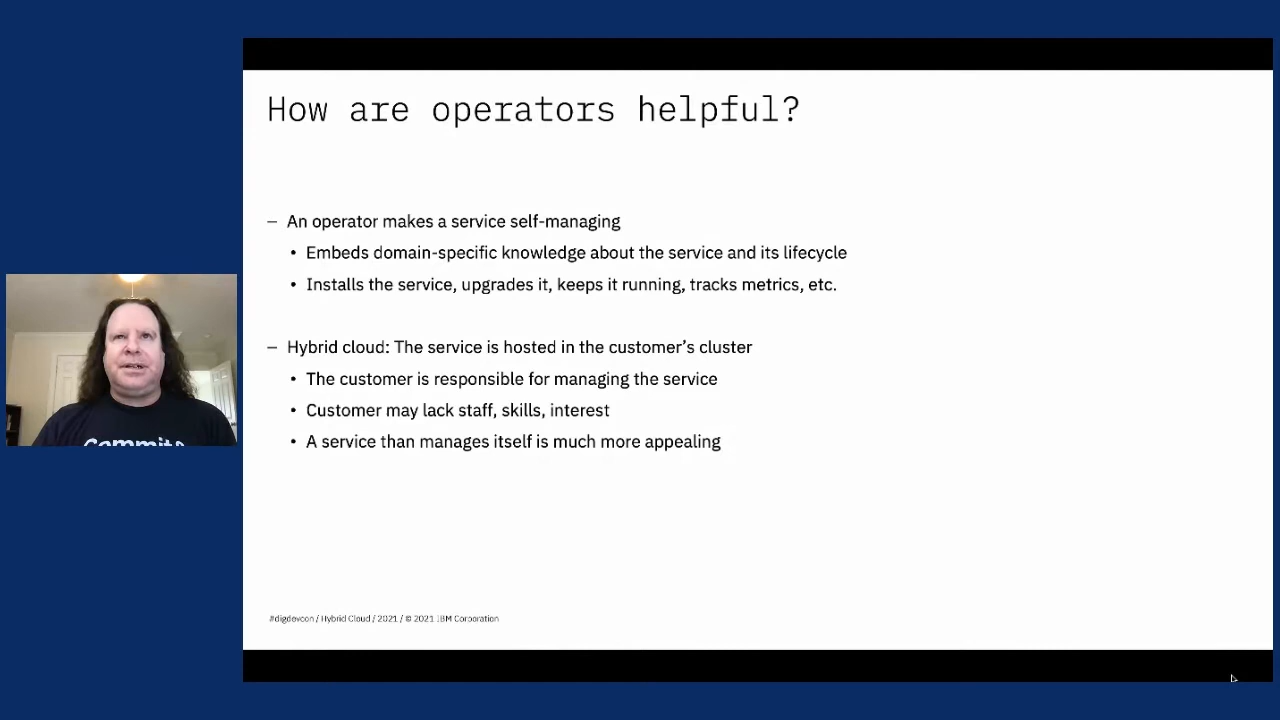 How are operators helpful?
– An operator makes a service self-managing
• Embeds domain-specific knowledge about the service and its lifecycle
• Installs the service, upgrades it, keeps it running, tracks metrics, etc.
– Hybrid cloud: The service is hosted in the customer’s cluster
• The customer is responsible for managing the service
• Customer may lack staff, skills, interest
• A service than manages itself is much more appealing
#digdevcon / Hybrid Cloud / 2021 / © 2021 IBM Corporation